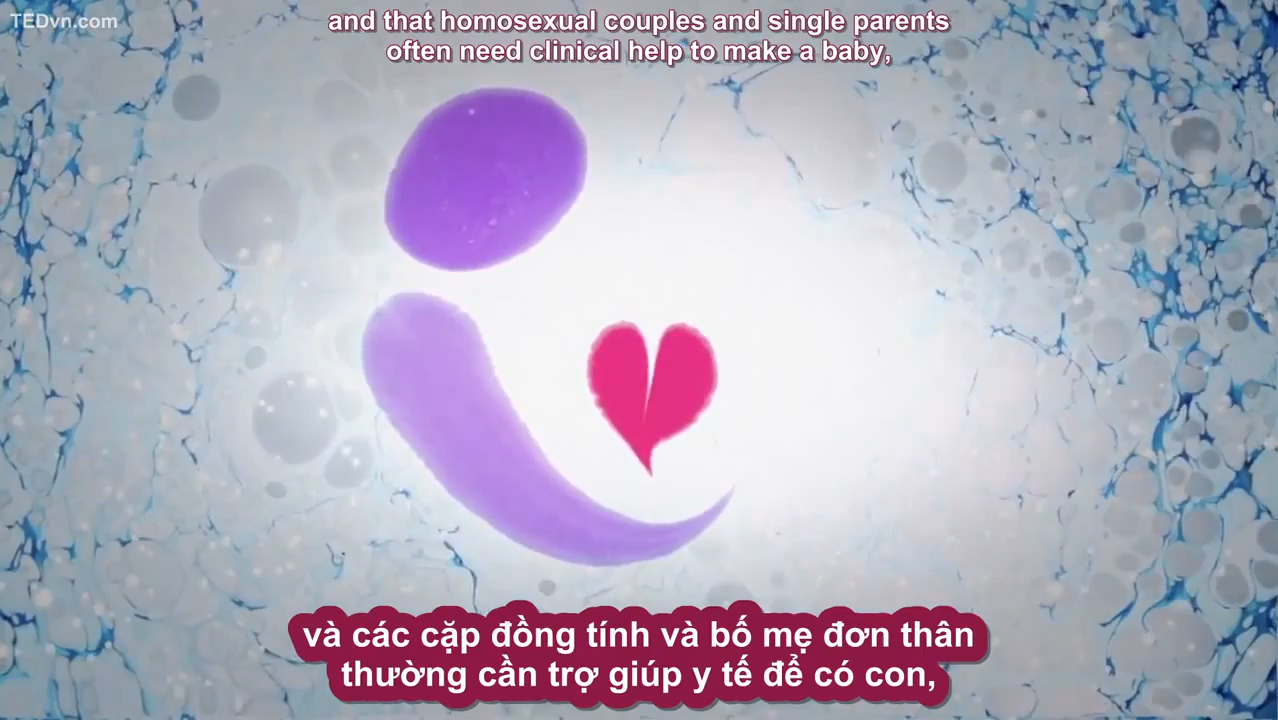 TEDvn.com
and that homosexual couples and single parents
often need clinical help to make a baby,
và các cặp đồng tính và bố mẹ đơn thân
thường cần trợ giúp y tế để có con,